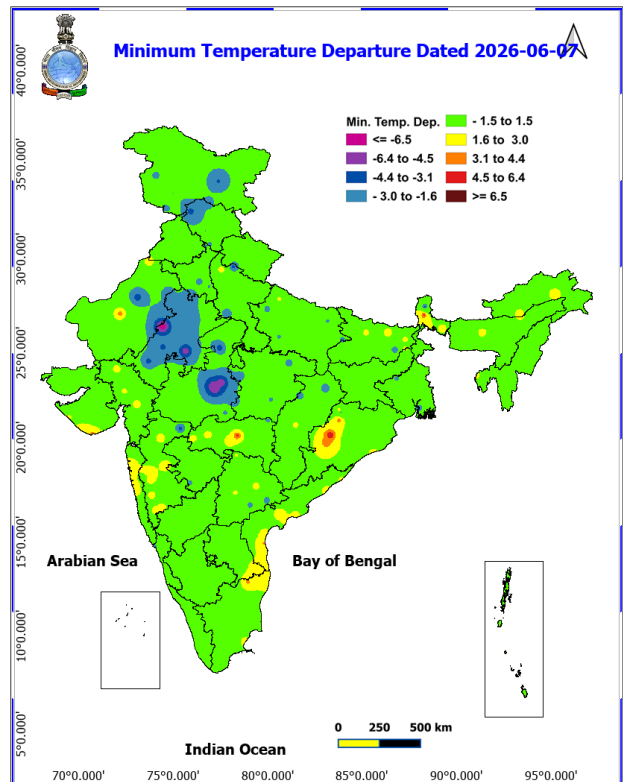 Minimum Temperature Departure Dated 2026-06-07
Min. Temp. Dep.
<= -6.5
-6.4 to -4.5
-4.4 to -3.1
- 3.0 to -1.6
- 1.5 to 1.5
1.6 to 3.0
3.1 to 4.4
4.5 to 6.4
>= 6.5
40°0.000'
35°0.000'
30°0.000'
25°0.000'
20°0.000'
15°0.000'
10°0.000'
5°0.000'
Arabian Sea
Bay of Bengal
0 250 500 km
Indian Ocean
70°0.000' 75°0.000' 80°0.000' 85°0.000' 90°0.000' 95°0.000'